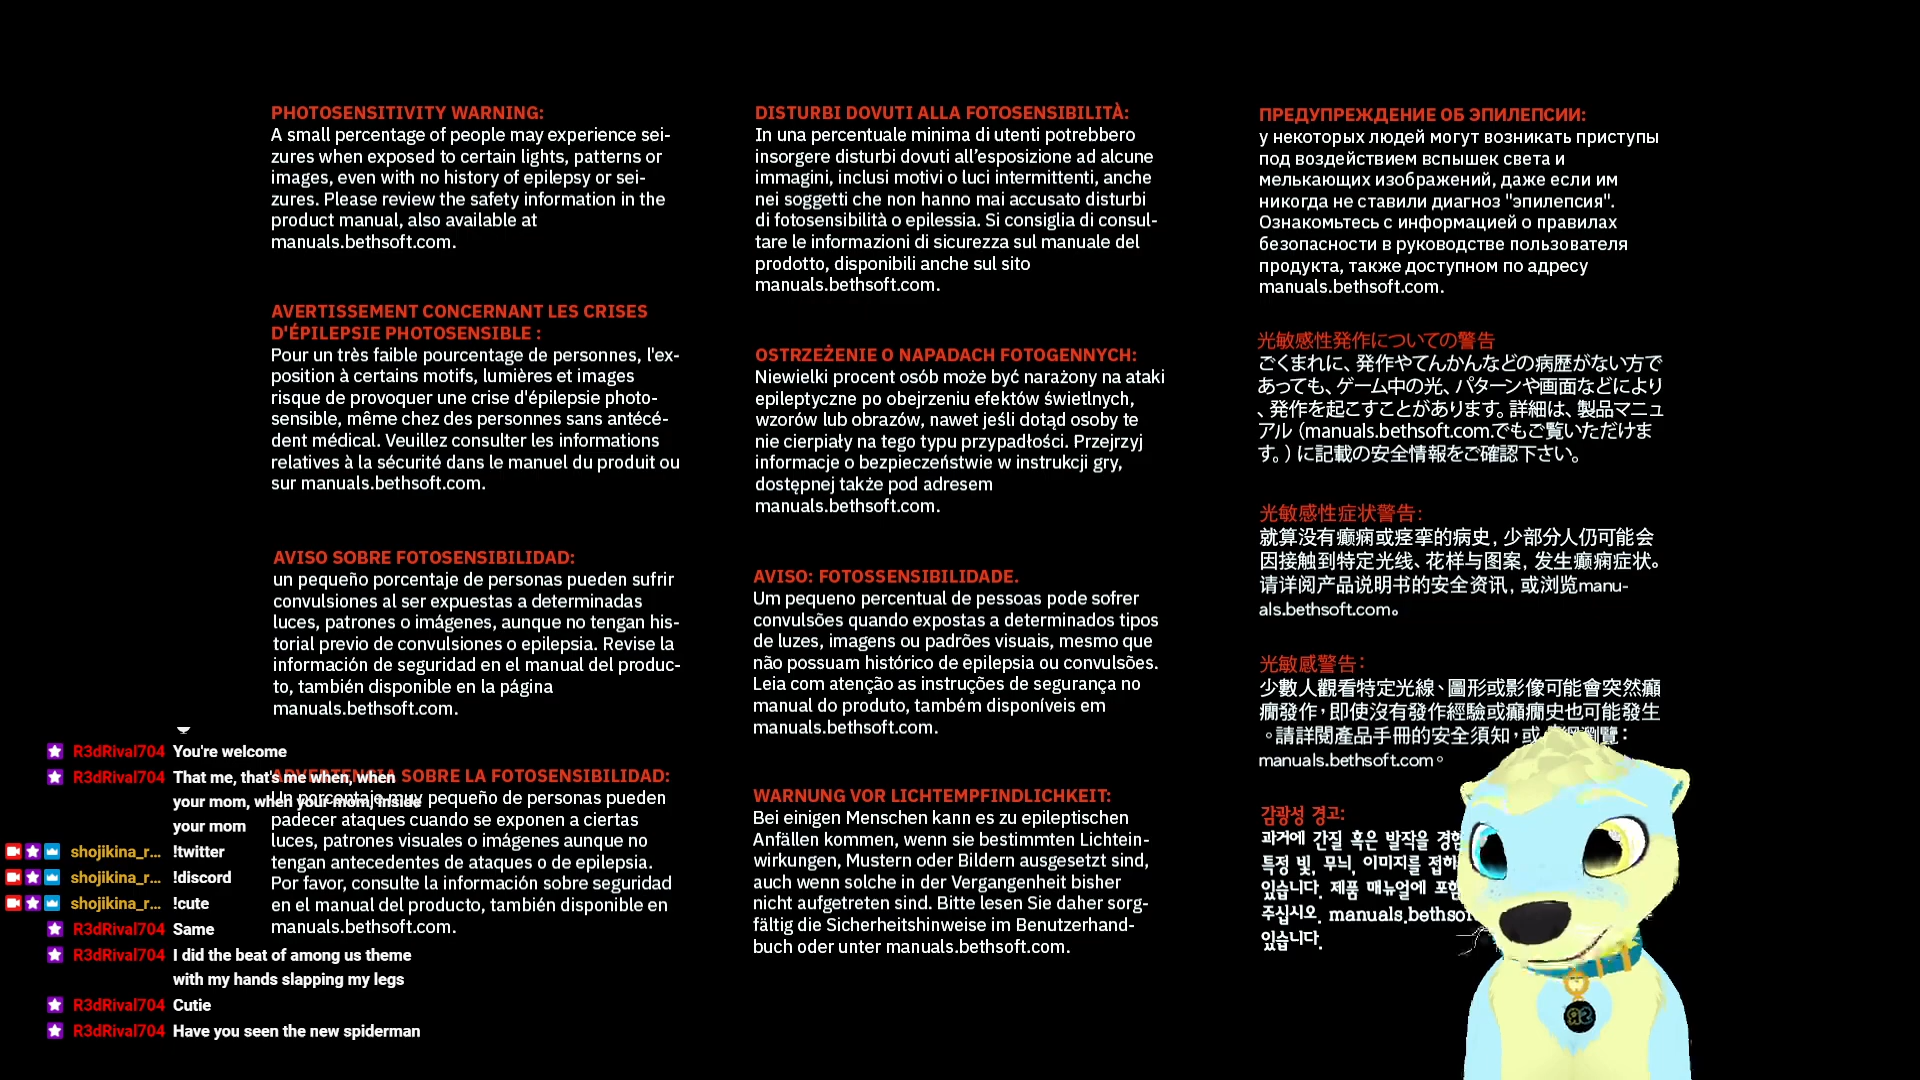 PHOTOSENSITIVITY WARNING:
A small percentage of people may experience sei-
zures when exposed to certain lights, patterns or
images, even with no history of epilepsy or sei-
zures. Please review the safety information in the
product manual, also available at
manuals.bethsoft.com.
AVERTISSEMENT CONCERNANT LES CRISES
D'ÉPILEPSIE PHOTOSENSIBLE :
Pour un très faible pourcentage de personnes, l'ex-
position à certains motifs, lumières et images
risque de provoquer une crise d'épilepsie photo-
sensible, même chez des personnes sans antécé-
dent médical. Veuillez consulter les informations
relatives à la sécurité dans le manuel du produit ou
sur manuals.bethsoft.com.
AVISO SOBRE FOTOSENSIBILIDAD:
un pequeño porcentaje de personas pueden sufrir
convulsiones al ser expuestas a determinadas
luces, patrones o imágenes, aunque no tengan his-
torial previo de convulsiones o epilepsia. Revise la
información de seguridad en el manual del produc-
to, también disponible en la página
manuals.bethsoft.com.
ADVERTENCIA SOBRE LA FOTOSENSIBILIDAD:
Un porcentaje muy pequeño de personas pueden
padecer ataques cuando se exponen a ciertas
luces, patrones visuales o imágenes aunque no
tengan antecedentes de ataques o de epilepsia.
Por favor, consulte la información sobre seguridad
en el manual del producto, también disponible en
manuals.bethsoft.com.
DISTURBI DOVUTI ALLA FOTOSENSIBILITÀ:
In una percentuale minima di utenti potrebbero
insorgere disturbi dovuti all'esposizione ad alcune
immagini, inclusi motivi o luci intermittenti, anche
nei soggetti che non hanno mai accusato disturbi
di fotosensibilità o epilessia. Si consiglia di consul-
tare le informazioni di sicurezza sul manuale del
prodotto, disponibili anche sul sito
manuals.bethsoft.com.
OSTRZEŻENIE O NAPADACH FOTOGENNYCH:
Niewielki procent osób może być narażony na ataki
epileptyczne po obejrzeniu efektów świetlnych,
wzorów lub obrazów, nawet jeśli dotąd osoby te
nie cierpiały na tego typu przypadłości. Przejrzyj
informacje o bezpieczeństwie w instrukcji gry,
dostępnej także pod adresem
manuals.bethsoft.com.
AVISO: FOTOSSENSIBILIDADE.
Um pequeno percentual de pessoas pode sofrer
convulsões quando expostas a determinados tipos
de luzes, imagens ou padrões visuais, mesmo que
não possuam histórico de epilepsia ou convulsões.
Leia com atenção as instruções de segurança no
manual do produto, também disponíveis em
manuals.bethsoft.com.
WARNUNG VOR LICHTEMPFINDLICHKEIT:
Bei einigen Menschen kann es zu epileptischen
Anfällen kommen, wenn sie bestimmten Lichtein-
wirkungen, Mustern oder Bildern ausgesetzt sind,
auch wenn solche in der Vergangenheit bisher
nicht aufgetreten sind. Bitte lesen Sie daher sorg-
fältig die Sicherheitshinweise im Benutzerhand-
buch oder unter manuals.bethsoft.com.
ПРЕДУПРЕЖДЕНИЕ ОБ ЭПИЛЕПСИИ:
у некоторых людей могут возникать приступы
под воздействием вспышек света и
мелькающих изображений, даже если им
никогда не ставили диагноз "эпилепсия".
Ознакомьтесь с информацией о правилах
безопасности в руководстве пользователя
продукта, также доступном по адресу
manuals.bethsoft.com.
光敏感性発作についての警告
ごくまれに、発作やてんかんなどの病歴がない方で
あっても、ゲーム中の光、パターンや画面などにより
、発作を起こすことがあります。詳細は、製品マニュ
アル（manuals.bethsoft.com.でもご覧いただけま
す。）に記載の安全情報をご確認下さい。
光敏感性症状警告：
就算没有癫痫或痉挛的病史，少部分人仍可能会
因接触到特定光线、花样与图案，发生癫痫症状。
请详阅产品说明书的安全资讯，或浏览manu-
als.bethsoft.com。
光敏感警告：
少數人觀看特定光線、圖形或影像可能會突然癲
癇發作，即使沒有發作經驗或癲癇史也可能發生
。請詳閱產品手冊的安全須知，或 瀏覽：
manuals.bethsoft.com。
감광성 경고:
과거에 간질 혹은 발작을
특정 빛, 무늬, 이미지를
있습니다. 제품 매뉴얼에
주십시오. manuals.bethso
있습니다.
R3dRival704 You're welcome
R3dRival704 That me, that's me when, when
your mom, when your mom, inside
your mom
shojikina_r... !twitter
shojikina_r... !discord
shojikina_r... !cute
R3dRival704 Same
R3dRival704 I did the beat of among us theme
with my hands slapping my legs
R3dRival704 Cutie
R3dRival704 Have you seen the new spiderman